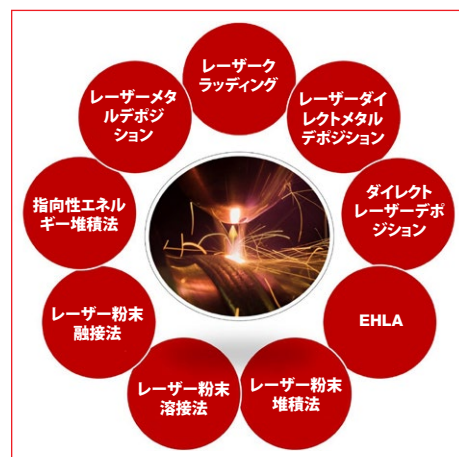 レーザーク
ラッディング
レーザーダイ
レクトメタル
デポジション
ダイレクト
レーザーデポ
ジション
EHLA
レーザー粉末
堆積法
レーザー粉末
溶接法
レーザー粉末
融接法
指向性エネル
ギー堆積法
レーザーメタ
ルデポジ
ション